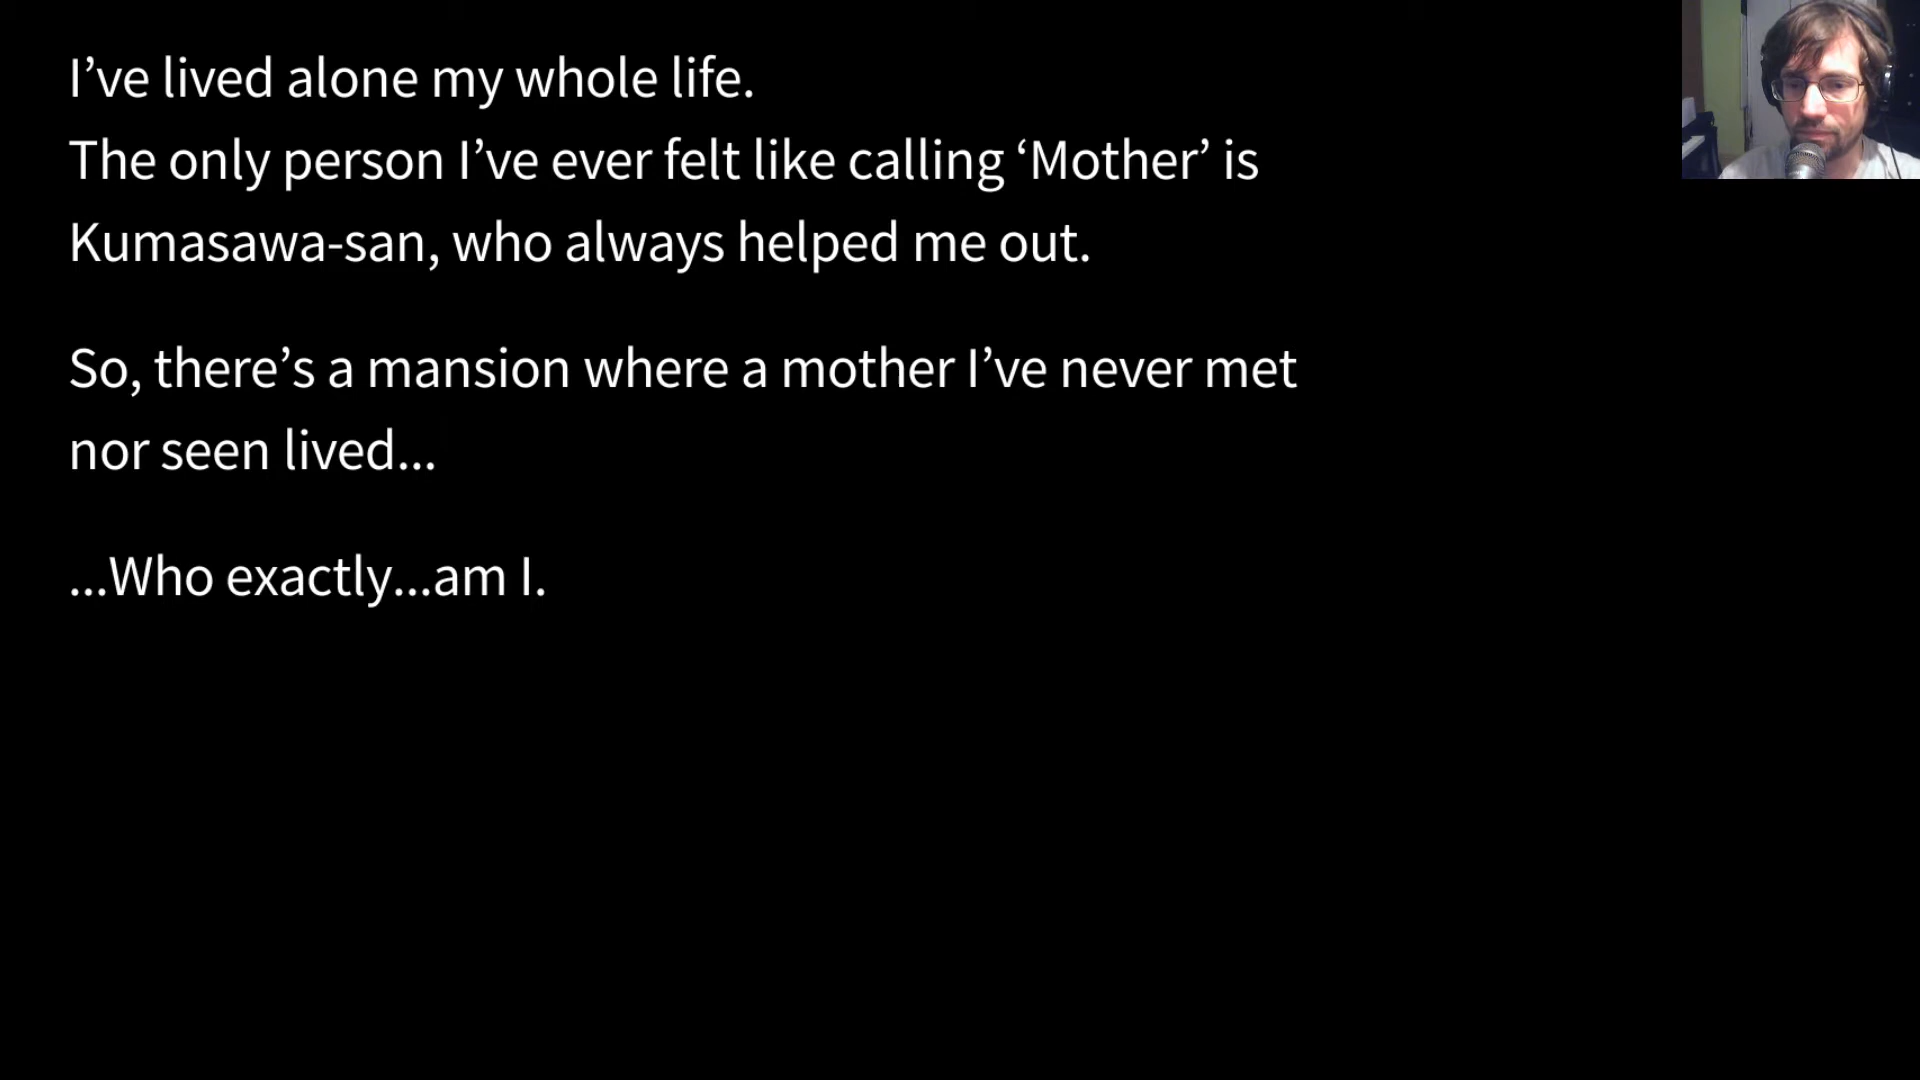 I’ve lived alone my whole life.
The only person I’ve ever felt like calling ‘Mother’ is
Kumasawa-san, who always helped me out.
So, there’s a mansion where a mother I’ve never met
nor seen lived...
...Who exactly...am I.